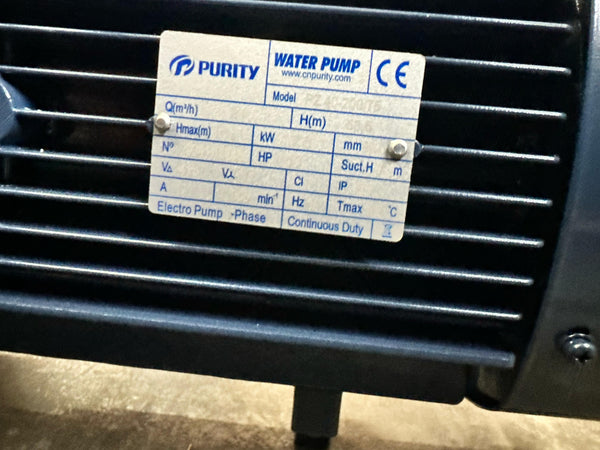 PURITY
WATER PUMP
www.cnpurity.com
CE
Model
Q(m³/h) H(m)
Hmax(m) kW mm
Nº HP Suct.H m
V△ V⅄ Cl IP
A min⁻¹ Hz Tmax °C
Electro Pump -Phase Continuous Duty